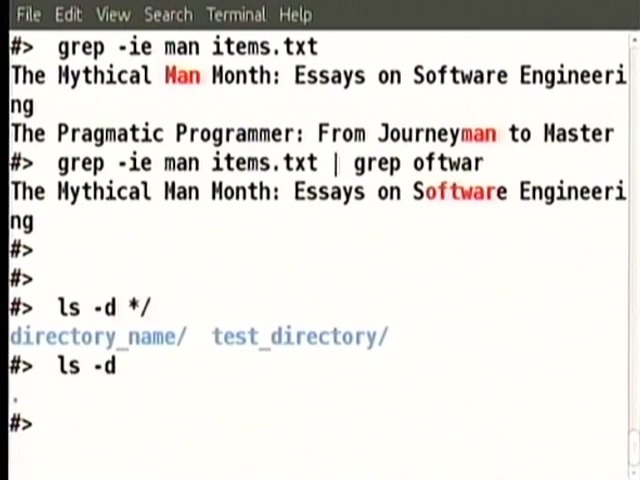 File Edit View Search Terminal Help
#> grep -ie man items.txt
The Mythical Man Month: Essays on Software Engineeri
ng
The Pragmatic Programmer: From Journeyman to Master
#> grep -ie man items.txt | grep oftwar
The Mythical Man Month: Essays on Software Engineeri
ng
#>
#>
#> ls -d */
directory_name/ test_directory/
#> ls -d
.
#>